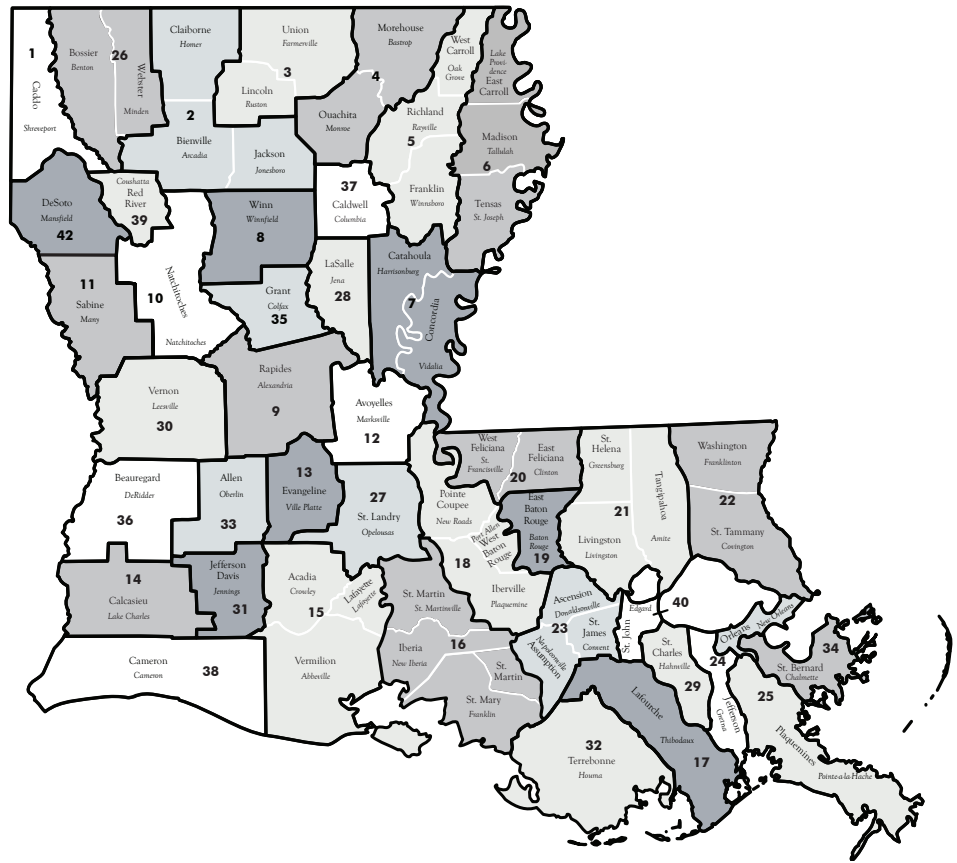 1
Caddo
Shreveport
Bossier
Benton
26
Webster
Minden
Claiborne
Homer
2
Bienville
Arcadia
Jackson
Jonesboro
Union
Farmerville
3
Lincoln
Ruston
Morehouse
Bastrop
4
Ouachita
Monroe
West
Carroll
Oak
Grove
Richland
Rayville
5
Franklin
Winnsboro
Lake
Provi-
dence
East
Carroll
Madison
Tallulah
6
Tensas
St. Joseph
DeSoto
Mansfield
42
Coushatta
Red
River
39
37
Caldwell
Columbia
Winn
Winnfield
8
11
Sabine
Many
10
Natchitoches
Natchitoches
Grant
Colfax
35
LaSalle
Jena
28
Catahoula
Harrisonburg
7
Concordia
Vidalia
Vernon
Leesville
30
Rapides
Alexandria
9
Avoyelles
Marksville
12
Beauregard
DeRidder
36
Allen
Oberlin
33
13
Evangeline
Ville Platte
27
St. Landry
Opelousas
Pointe
Coupee
New Roads
Port Allen
West
Baton
Rouge
18
Iberville
Plaquemine
West
Feliciana
St.
Francisville
20
East
Feliciana
Clinton
East
Baton
Rouge
Baton
Rouge
19
St.
Helena
Greensburg
21
Livingston
Livingston
Tangipahoa
Amite
Washington
Franklinton
22
St. Tammany
Covington
14
Calcasieu
Lake Charles
Jefferson
Davis
Jennings
31
Acadia
Crowley
15
Lafayette
Lafayette
Vermilion
Abbeville
Cameron
Cameron
38
St. Martin
St. Martinville
Iberia
New Iberia
16
St.
Martin
St. Mary
Franklin
Ascension
Donaldsonville
23
St.
James
Convent
Napoleonville
Assumption
Edgard
St. John
40
St.
Charles
Hahnville
29
Orleans
New Orleans
24
Jefferson
Gretna
34
St. Bernard
Chalmette
25
Plaquemines
Pointe-a-la-Hache
Lafourche
Thibodaux
17
32
Terrebonne
Houma